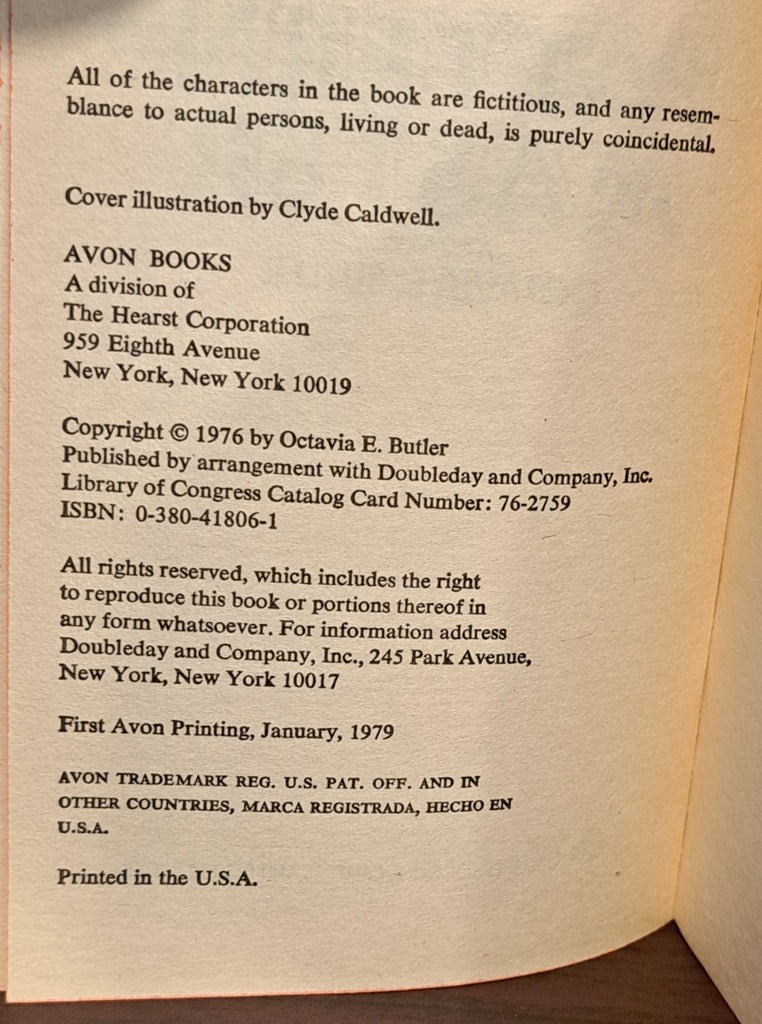 All of the characters in the book are fictitious, and any resem-
blance to actual persons, living or dead, is purely coincidental.
Cover illustration by Clyde Caldwell.
AVON BOOKS
A division of
The Hearst Corporation
959 Eighth Avenue
New York, New York 10019
Copyright © 1976 by Octavia E. Butler
Published by arrangement with Doubleday and Company, Inc.
Library of Congress Catalog Card Number: 76-2759
ISBN: 0-380-41806-1
All rights reserved, which includes the right
to reproduce this book or portions thereof in
any form whatsoever. For information address
Doubleday and Company, Inc., 245 Park Avenue,
New York, New York 10017
First Avon Printing, January, 1979
AVON TRADEMARK REG. U.S. PAT. OFF. AND IN
OTHER COUNTRIES, MARCA REGISTRADA, HECHO EN
U.S.A.
Printed in the U.S.A.